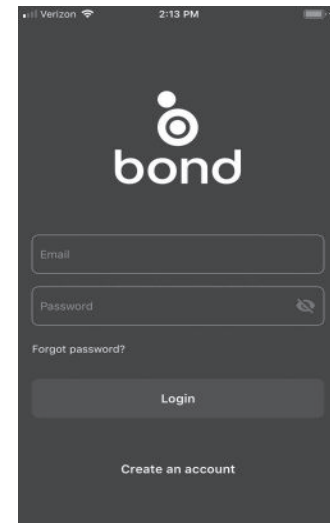 Verizon 2:13 PM
bond
Email
Password
Forgot password?
Login
Create an account